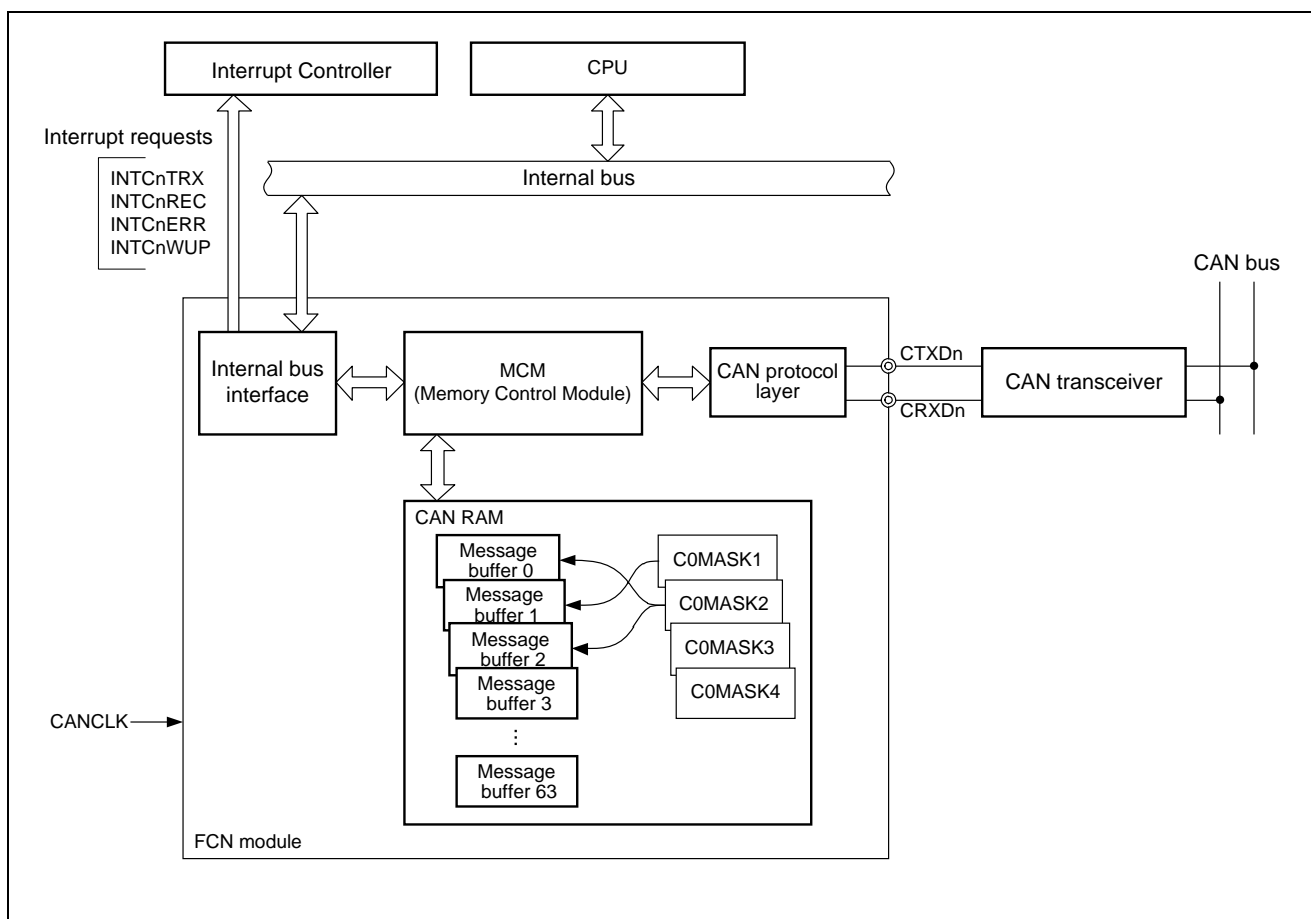 Interrupt Controller
CPU
Interrupt requests
INTCnTRX
INTCnREC
INTCnERR
INTCnWUP
Internal bus
CAN bus
Internal bus
interface
MCM
(Memory Control Module)
CAN protocol
layer
CTXDn
CRXDn
CAN transceiver
CAN RAM
Message
buffer 0
Message
buffer 1
Message
buffer 2
Message
buffer 3
⋮
Message
buffer 63
C0MASK1
C0MASK2
C0MASK3
C0MASK4
CANCLK
FCN module